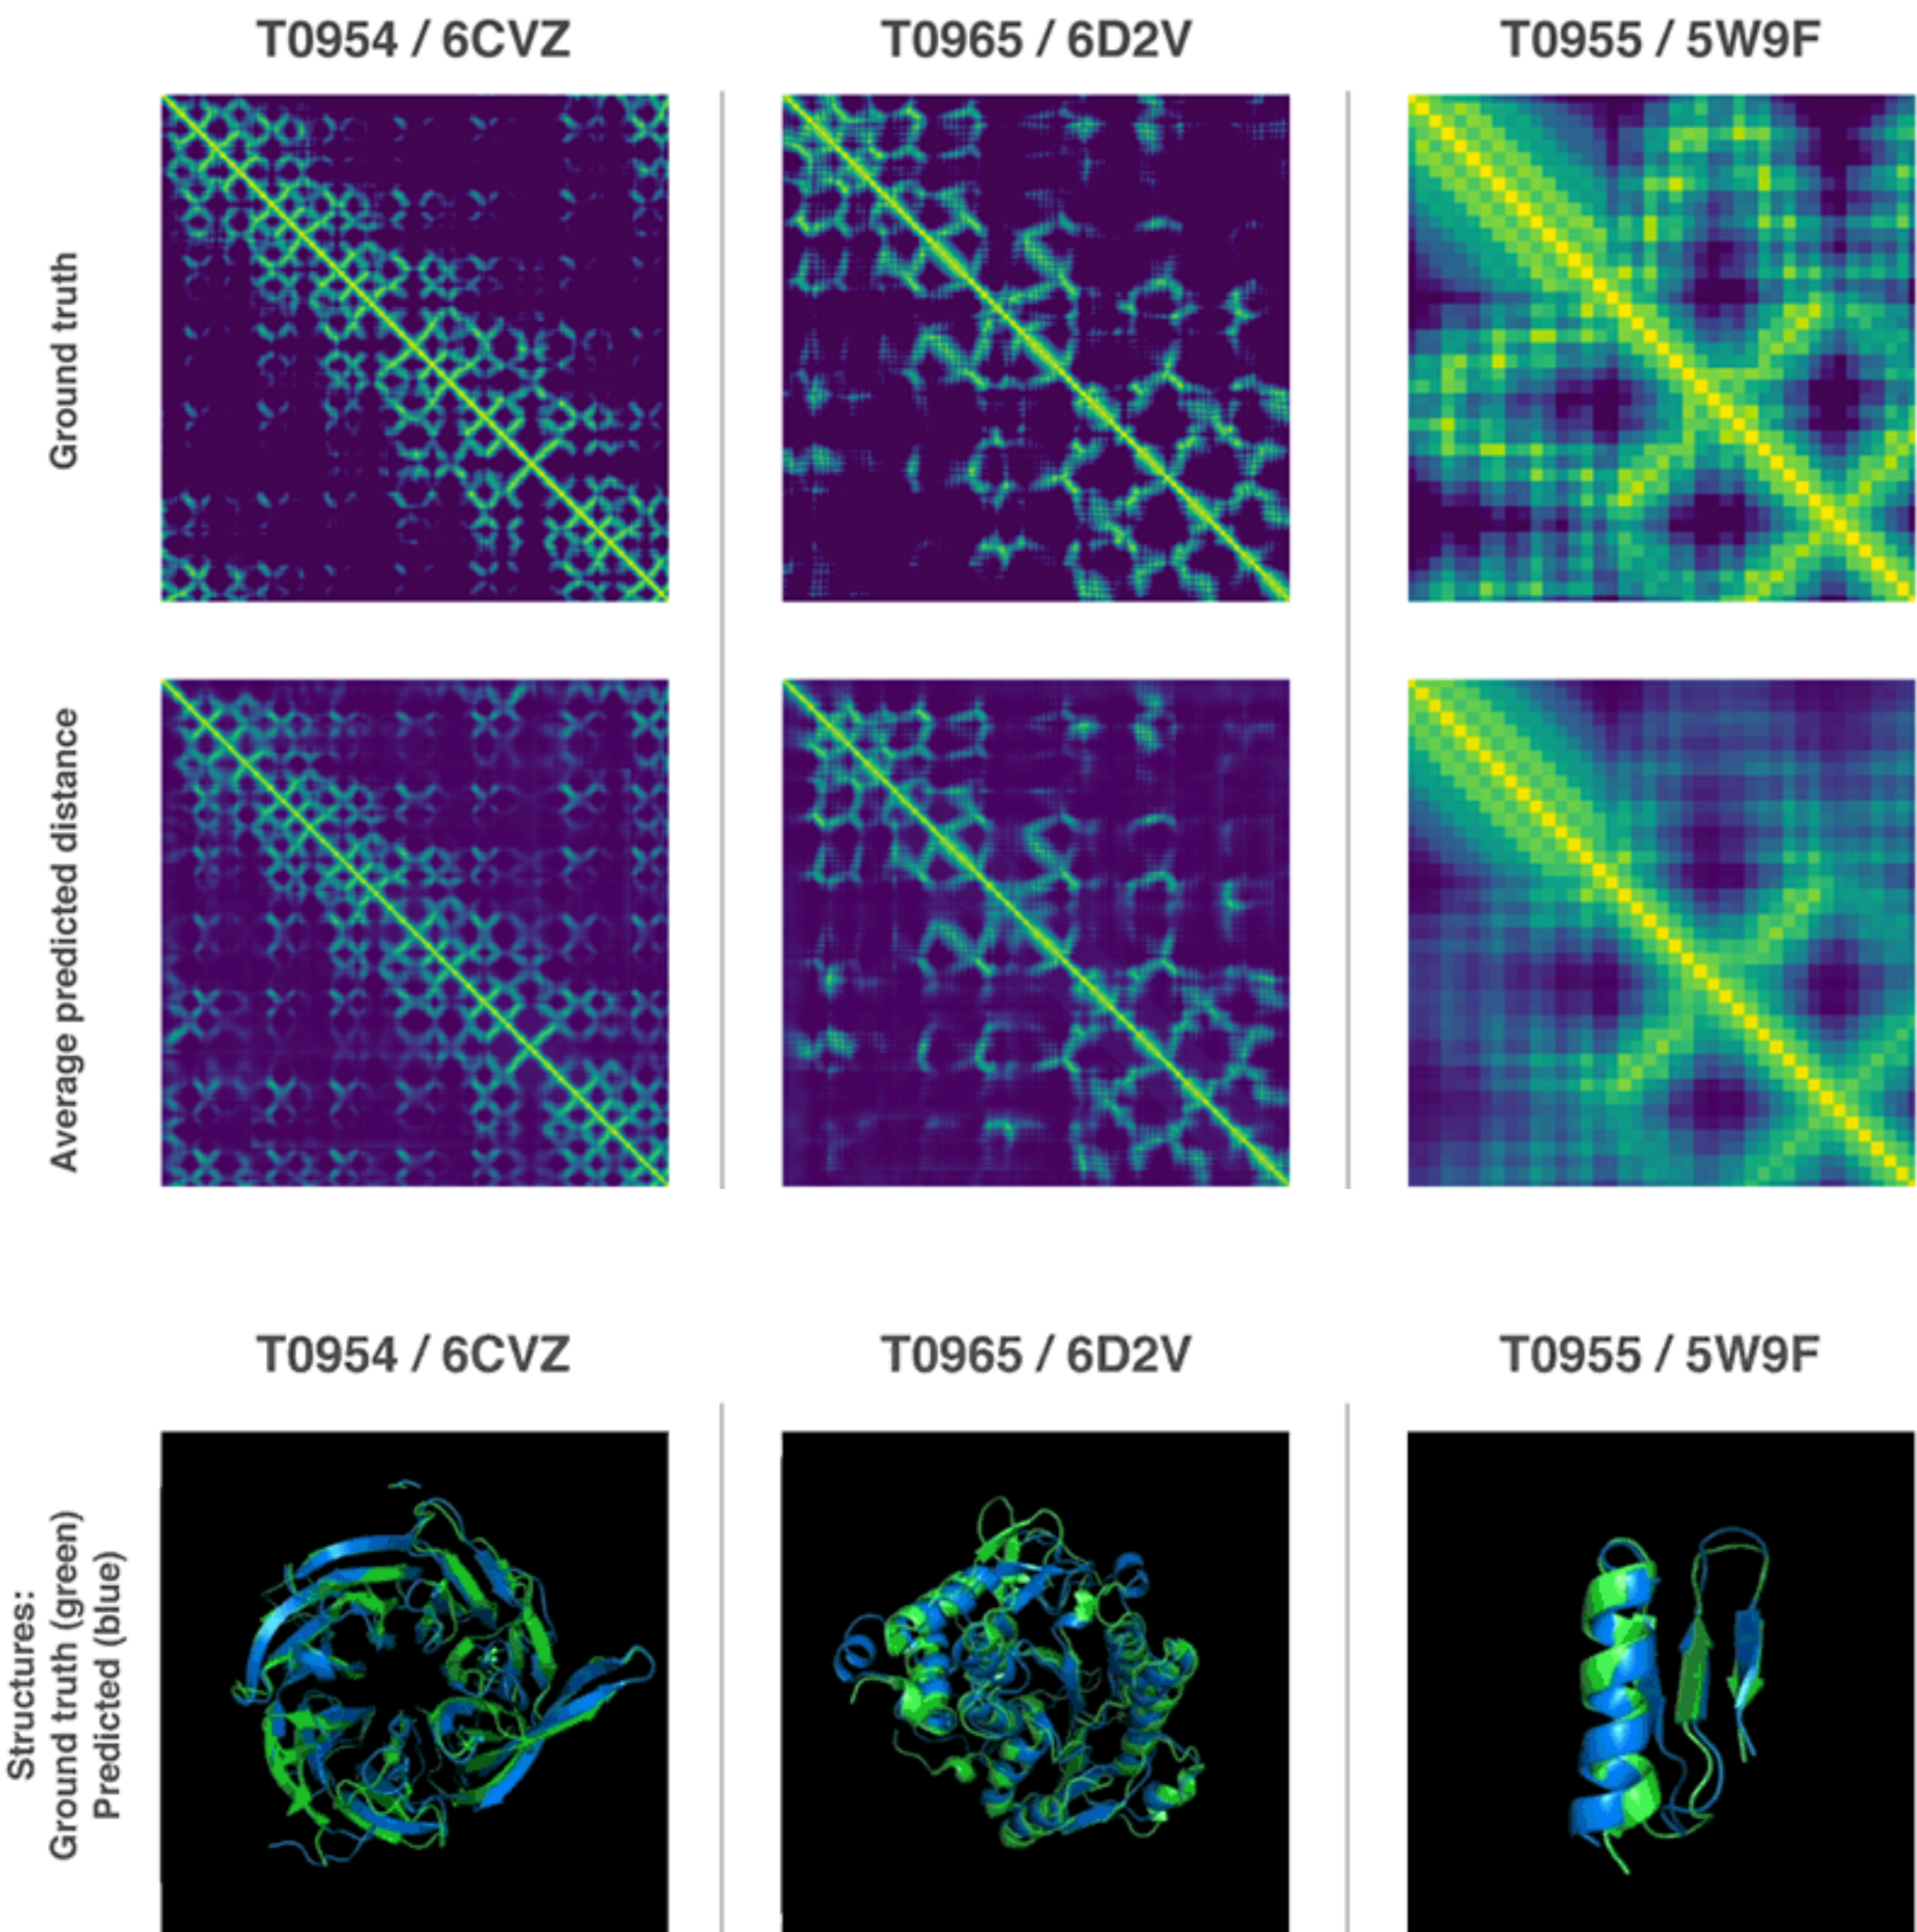 T0954 / 6CVZ
T0965 / 6D2V
T0955 / 5W9F
Ground truth
Average predicted distance
T0954 / 6CVZ
T0965 / 6D2V
T0955 / 5W9F
Structures:
Ground truth (green)
Predicted (blue)